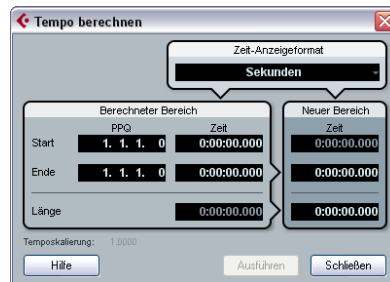 Tempo berechnen
Zeit-Anzeigeformat
Sekunden
Berechneter Bereich
Neuer Bereich
PPQ Zeit Zeit
Start 1. 1. 1. 0 0:00:00.000 0:00:00.000
Ende 1. 1. 1. 0 0:00:00.000 0:00:00.000
Länge 0:00:00.000 0:00:00.000
Temposkalierung: 1.0000
Hilfe Ausführen Schließen